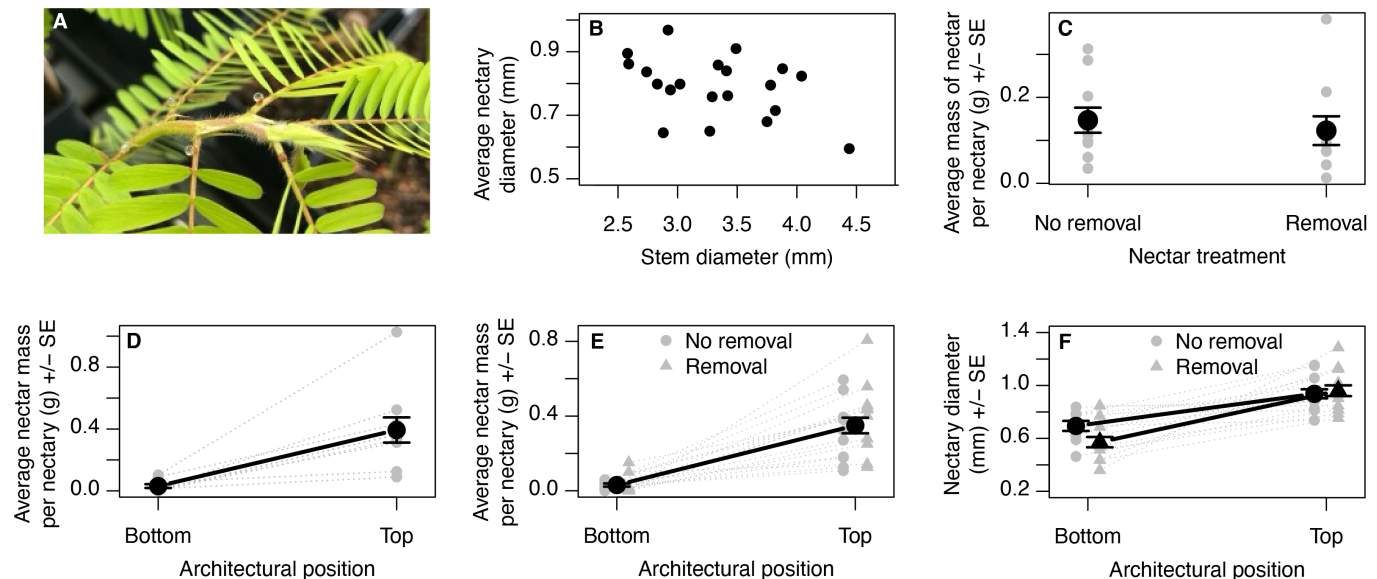 A
B
Average nectary
diameter (mm)
0.9
0.7
0.5
2.5 3.0 3.5 4.0 4.5
Stem diameter (mm)
C
Average mass of nectar
per nectary (g) +/− SE
0.2
0.0
No removal Removal
Nectar treatment
D
Average nectar mass
per nectary (g) +/− SE
0.8
0.4
0.0
Bottom Top
Architectural position
E
Average nectar mass
per nectary (g) +/− SE
No removal
Removal
0.8
0.4
0.0
Bottom Top
Architectural position
F
Nectary diameter
(mm) +/− SE
No removal
Removal
1.4
1.0
0.6
0.2
Bottom Top
Architectural position